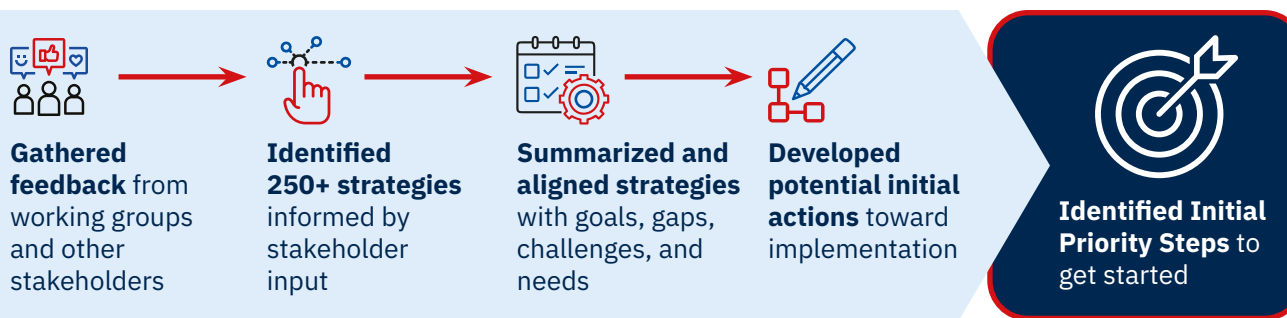 Gathered
feedback from
working groups
and other
stakeholders
Identified
250+ strategies
informed by
stakeholder
input
Summarized and
aligned strategies
with goals, gaps,
challenges, and
needs
Developed
potential initial
actions toward
implementation
Identified Initial
Priority Steps to
get started